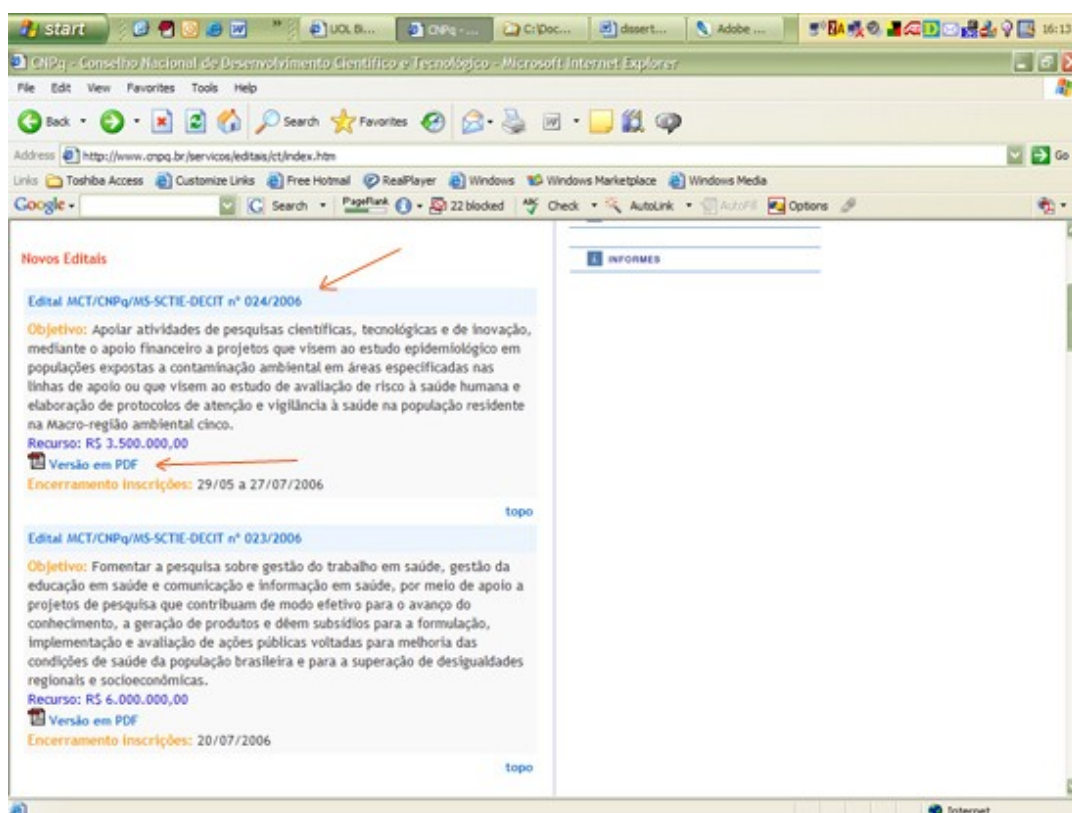 start
UOL B...
CNPq - ...
C:\Doc...
dissert...
Adobe ...
16:13
CNPq - Conselho Nacional de Desenvolvimento Científico e Tecnológico - Microsoft Internet Explorer
File Edit View Favorites Tools Help
Back Search Favorites
Address http://www.cnpq.br/servicos/editais/ct/index.htm Go
Links Toshiba Access Customize Links Free Hotmail RealPlayer Windows Windows Marketplace Windows Media
Google Search PageRank 22 blocked ABC Check AutoLink AutoFill Options
INFORMES
Novos Editais
Edital MCT/CNPq/MS-SCTIE-DECIT nº 024/2006
Objetivo: Apoiar atividades de pesquisas científicas, tecnológicas e de inovação,
mediante o apoio financeiro a projetos que visem ao estudo epidemiológico em
populações expostas a contaminação ambiental em áreas especificadas nas
linhas de apoio ou que visem ao estudo de avaliação de risco à saúde humana e
elaboração de protocolos de atenção e vigilância à saúde na população residente
na Macro-região ambiental cinco.
Recurso: R$ 3.500.000,00
Versão em PDF
Encerramento inscrições: 29/05 a 27/07/2006
topo
Edital MCT/CNPq/MS-SCTIE-DECIT nº 023/2006
Objetivo: Fomentar a pesquisa sobre gestão do trabalho em saúde, gestão da
educação em saúde e comunicação e informação em saúde, por meio de apoio a
projetos de pesquisa que contribuam de modo efetivo para o avanço do
conhecimento, a geração de produtos e dêem subsídios para a formulação,
implementação e avaliação de ações públicas voltadas para melhoria das
condições de saúde da população brasileira e para a superação de desigualdades
regionais e socioeconômicas.
Recurso: R$ 6.000.000,00
Versão em PDF
Encerramento inscrições: 20/07/2006
topo
Internet